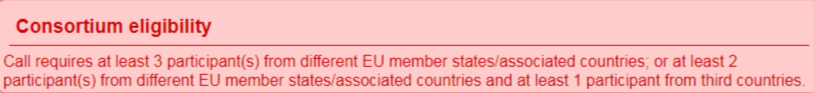 Consortium eligibility
Call requires at least 3 participant(s) from different EU member states/associated countries; or at least 2
participant(s) from different EU member states/associated countries and at least 1 participant from third countries.